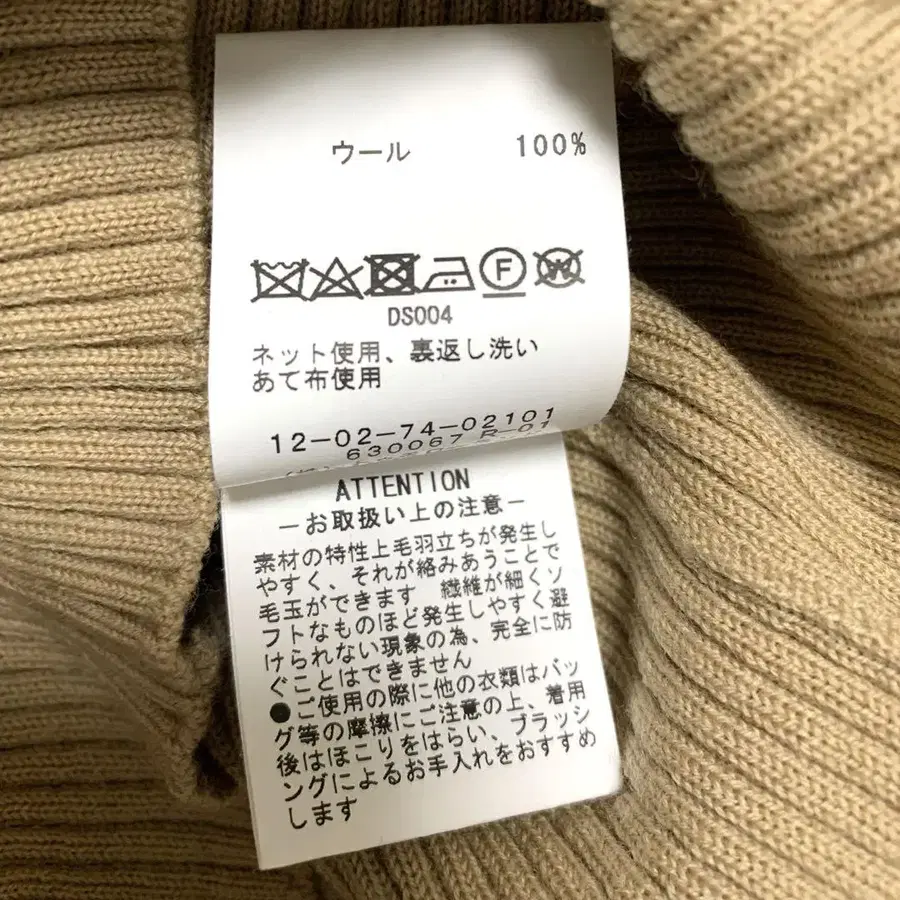 ウール 100%
F W
DS004
ネット使用、裏返し洗い
あて布使用
12-02-74-02101
630067 R-01
ATTENTION
－お取扱い上の注意－
素材の特性上毛羽立ちが発生し
やすく、それが絡みあうことで
毛玉ができます 繊維が細くソ
フトなものほど発生しやすく避
けられない現象の為、完全に防
ぐことはできません
●ご使用の際に他の衣類はバッ
グ等の摩擦にご注意の上、着用
後はほこりをはらい、ブラッシ
ングによるお手入れをおすすめ
します